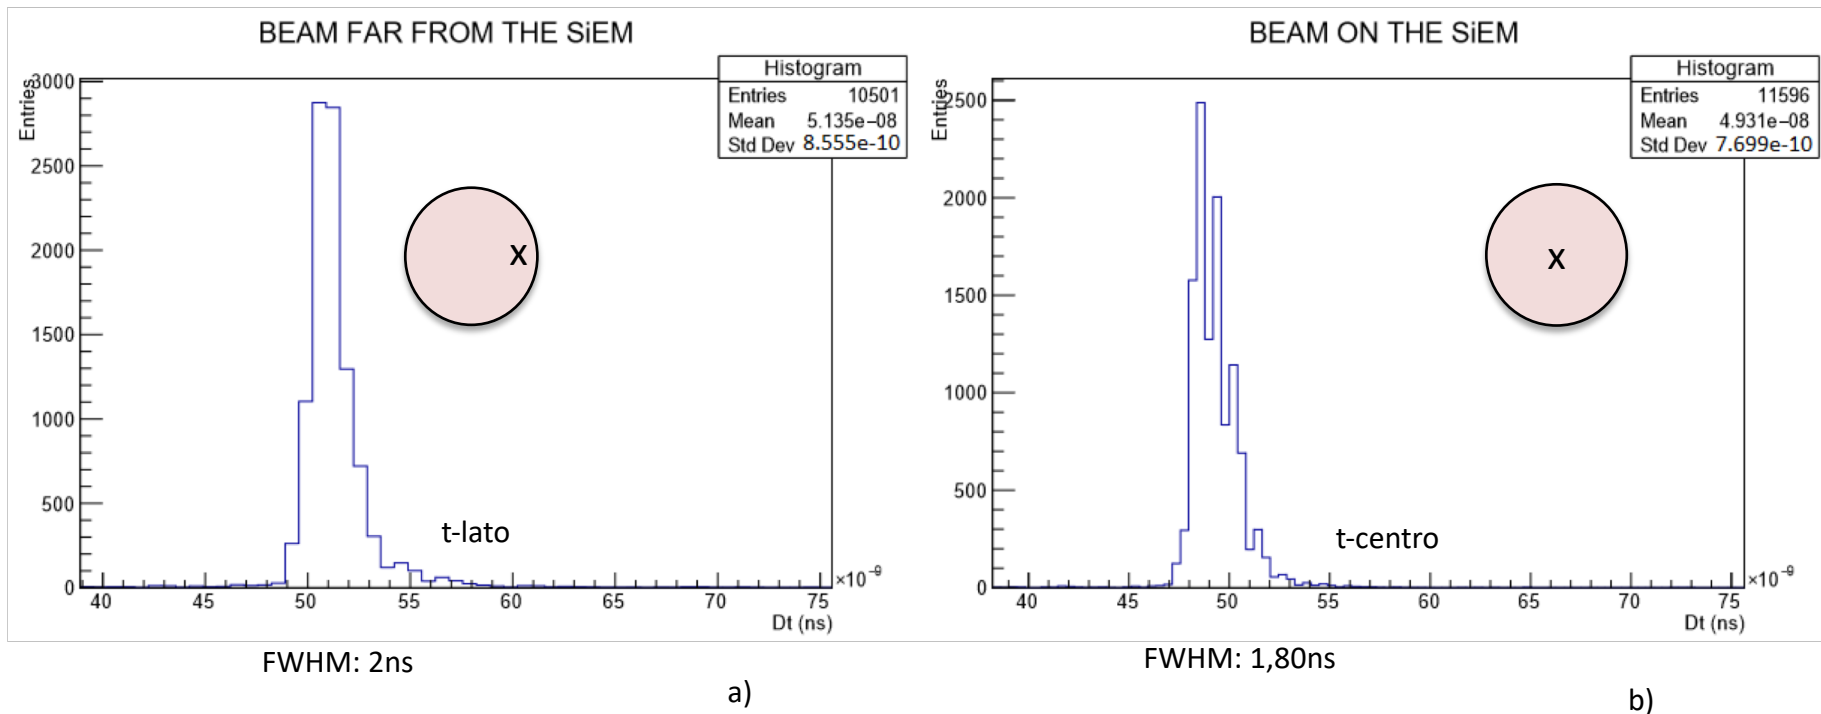 BEAM FAR FROM THE SiEM
Histogram
Entries 10501
Mean 5.135e−08
Std Dev 8.555e-10
Entries
3000
2500
2000
1500
1000
500
0
X
t-lato
40 45 50 55 60 65 70 75
×10⁻⁹
Dt (ns)
FWHM: 2ns
a)
BEAM ON THE SiEM
Histogram
Entries 11596
Mean 4.931e−08
Std Dev 7.699e-10
Entries
2500
2000
1500
1000
500
0
X
t-centro
40 45 50 55 60 65 70 75
×10⁻⁹
Dt (ns)
FWHM: 1,80ns
b)